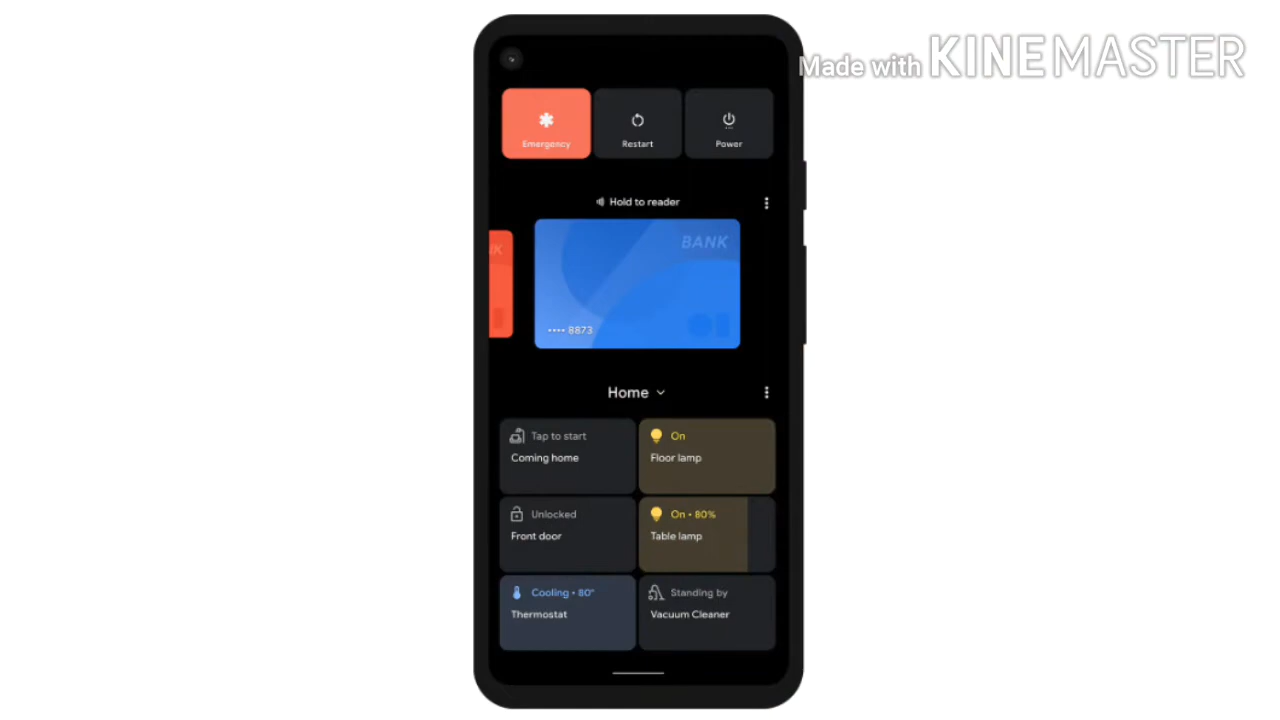 Made with KINEMASTER
Emergency
Restart
Power
Hold to reader
NK
BANK
•••• 8873
Home
Tap to start
Coming home
On
Floor lamp
Unlocked
Front door
On • 80%
Table lamp
Cooling • 80°
Thermostat
Standing by
Vacuum Cleaner